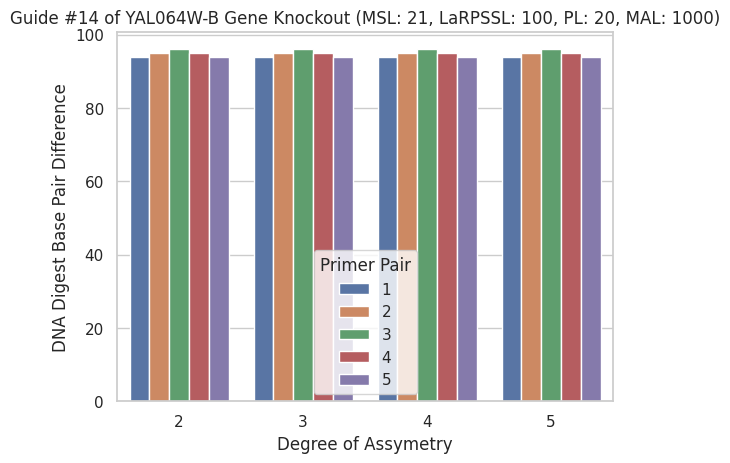 Guide #14 of YAL064W-B Gene Knockout (MSL: 21, LaRPSSL: 100, PL: 20, MAL: 1000)
DNA Digest Base Pair Difference
100
80
60
40
20
0
Primer Pair
1
2
3
4
5
2 3 4 5
Degree of Assymetry